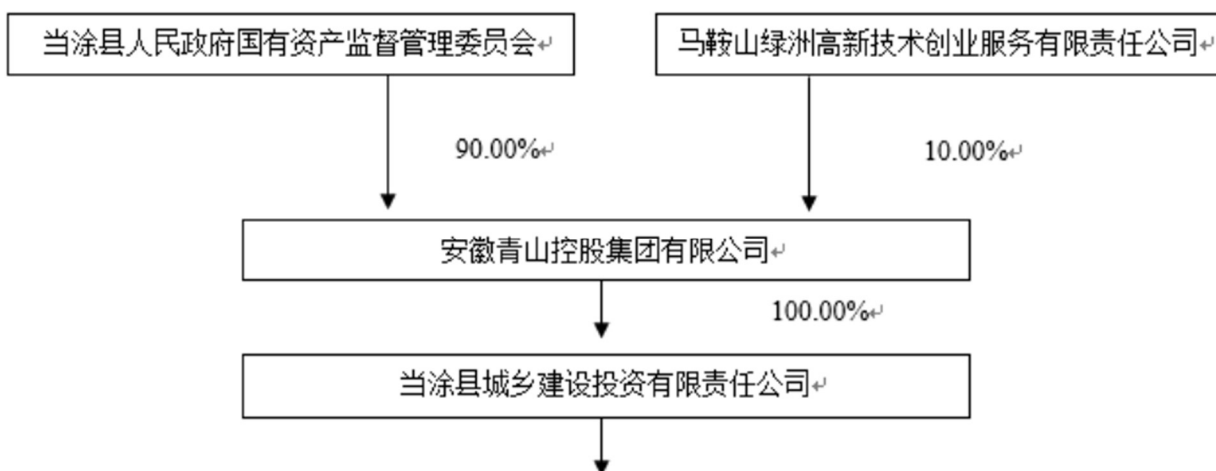 当涂县人民政府国有资产监督管理委员会↵
马鞍山绿洲高新技术创业服务有限责任公司↵
90.00%↵
10.00%↵
安徽青山控股集团有限公司↵
100.00%↵
当涂县城乡建设投资有限责任公司↵